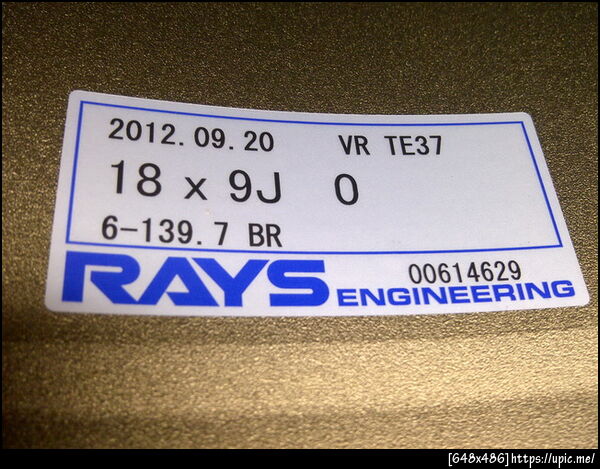 2012.09.20 VR TE37
18 x 9J 0
6-139.7 BR
00614629
RAYS ENGINEERING
[648x486]https://upic.me/